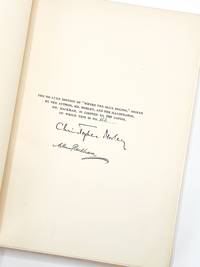 THE DE LUXE EDITION OF "WHERE THE BLUE BEGINS," SIGNED
BY THE AUTHOR, MR. MORLEY, AND THE ILLUSTRATOR,
MR. RACKHAM, IS LIMITED TO 100 COPIES,
OF WHICH THIS IS NO.
Christopher Morley
Arthur Rackham